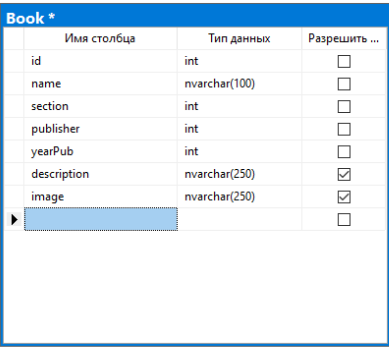 Book *
Имя столбца Тип данных Разрешить ...
id int
name nvarchar(100)
section int
publisher int
yearPub int
description nvarchar(250)
image nvarchar(250)